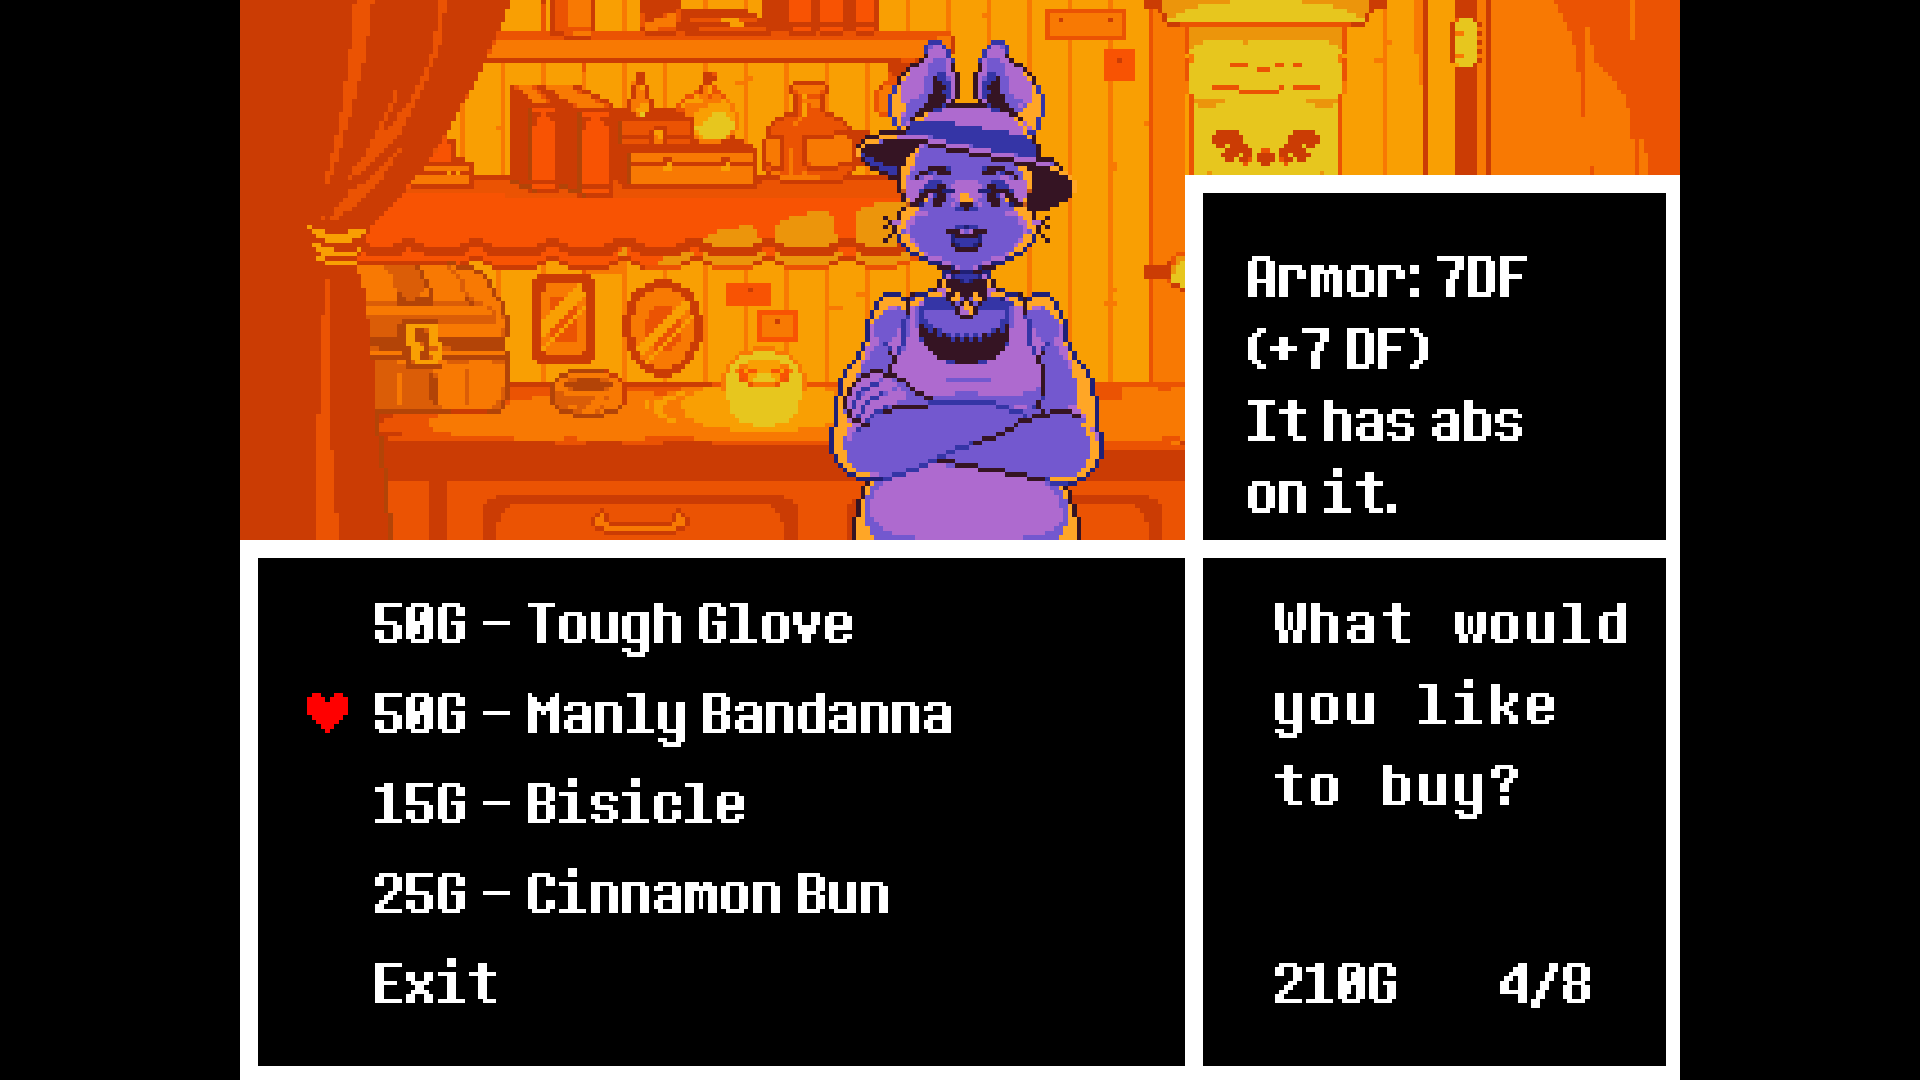 Armor: 7DF
(+7 DF)
It has abs
on it.
50G - Tough Glove
50G - Manly Bandanna
15G - Bisicle
25G - Cinnamon Bun
Exit
What would
you like
to buy?
210G 4/8